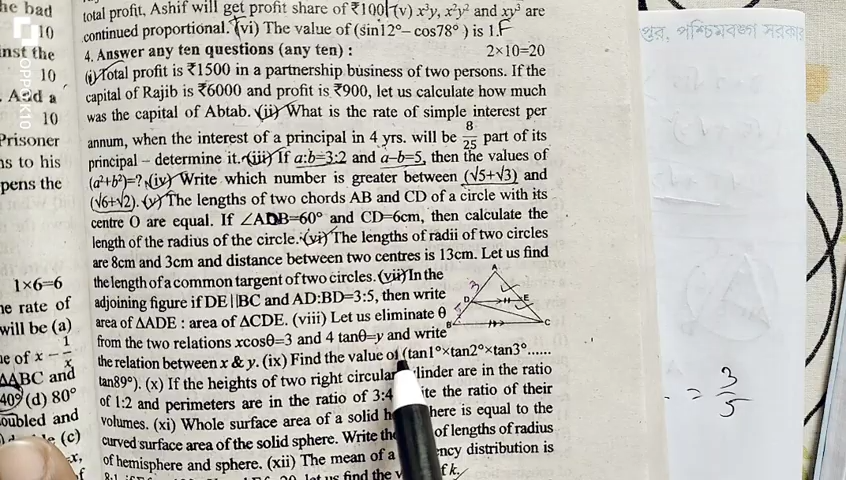 he bad
10
inst the
10
. Add a
10
Prisoner
ns to his
pens the
1×6=6
he rate of
will be (a)
ne of x − 1/x
ΔABC and
40° (d) 80°
oubled and
(c)
total profit, Ashif will get profit share of ₹100 (v) x³y, x²y² and xy³ are
continued proportional. (vi) The value of (sin12°− cos78°) is 1. F
4. Answer any ten questions (any ten) : 2×10=20
(i) Total profit is ₹1500 in a partnership business of two persons. If the
capital of Rajib is ₹6000 and profit is ₹900, let us calculate how much
was the capital of Abtab. (ii) What is the rate of simple interest per
annum, when the interest of a principal in 4 yrs. will be 8/25 part of its
principal – determine it. (iii) If a:b=3:2 and a–b=5, then the values of
(a²+b²)=? (iv) Write which number is greater between (√5+√3) and
(√6+√2). (v) The lengths of two chords AB and CD of a circle with its
centre O are equal. If ∠AOB=60° and CD=6cm, then calculate the
length of the radius of the circle. (vi) The lengths of radii of two circles
are 8cm and 3cm and distance between two centres is 13cm. Let us find
the length of a common targent of two circles. (vii) In the
adjoining figure if DE||BC and AD:BD=3:5, then write
area of ΔADE : area of ΔCDE. (viii) Let us eliminate θ
from the two relations xcosθ=3 and 4 tanθ=y and write
the relation between x & y. (ix) Find the value of (tan1°×tan2°×tan3°......
tan89°). (x) If the heights of two right circular cylinder are in the ratio
of 1:2 and perimeters are in the ratio of 3:4 the ratio of their
volumes. (xi) Whole surface area of a solid is equal to the
curved surface area of the solid sphere. Write the of lengths of radius
of hemisphere and sphere. (xii) The mean of a distribution is
let us find the of k.
A
3
D
E
5
B
C
পশ্চিমবঙ্গ সরকার
= 3/5
OPPO K10